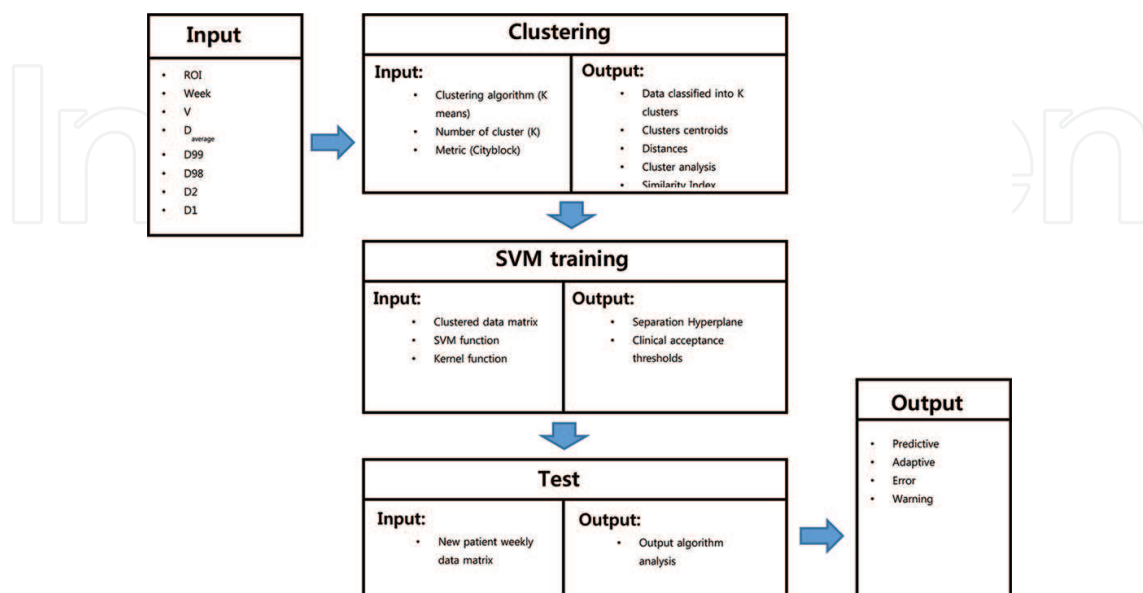 Input
• ROI
• Week
• V
• D average
• D99
• D98
• D2
• D1
Clustering
Input:
• Clustering algorithm (K
means)
• Number of cluster (K)
• Metric (Cityblock)
Output:
• Data classified into K
clusters
• Clusters centroids
• Distances
• Cluster analysis
• Similarity Index
SVM training
Input:
• Clustered data matrix
• SVM function
• Kernel function
Output:
• Separation Hyperplane
• Clinical acceptance
thresholds
Test
Input:
• New patient weekly
data matrix
Output:
• Output algorithm
analysis
Output
• Predictive
• Adaptive
• Error
• Warning